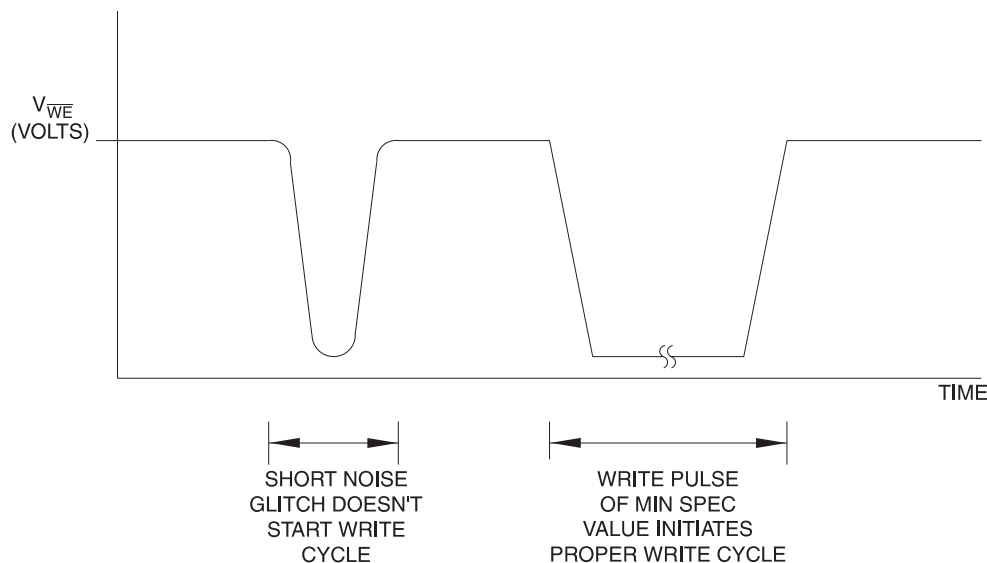 V W̅E̅
(VOLTS)
TIME
SHORT NOISE
GLITCH DOESN'T
START WRITE
CYCLE
WRITE PULSE
OF MIN SPEC
VALUE INITIATES
PROPER WRITE CYCLE